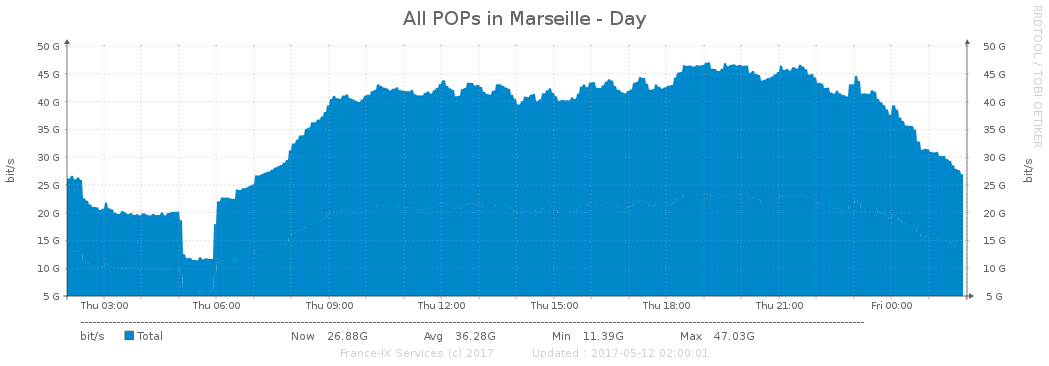 All POPs in Marseille - Day
RRDTOOL / TOBI OETIKER
50 G 50 G
45 G 45 G
40 G 40 G
35 G 35 G
30 G 30 G
25 G 25 G
20 G 20 G
15 G 15 G
10 G 10 G
5 G 5 G
bit/s bit/s
Thu 03:00 Thu 06:00 Thu 09:00 Thu 12:00 Thu 15:00 Thu 18:00 Thu 21:00 Fri 00:00
bit/s Total Now 26.88G Avg 36.28G Min 11.39G Max 47.03G
France-IX Services (c) 2017 Updated : 2017-05-12 02:00:01